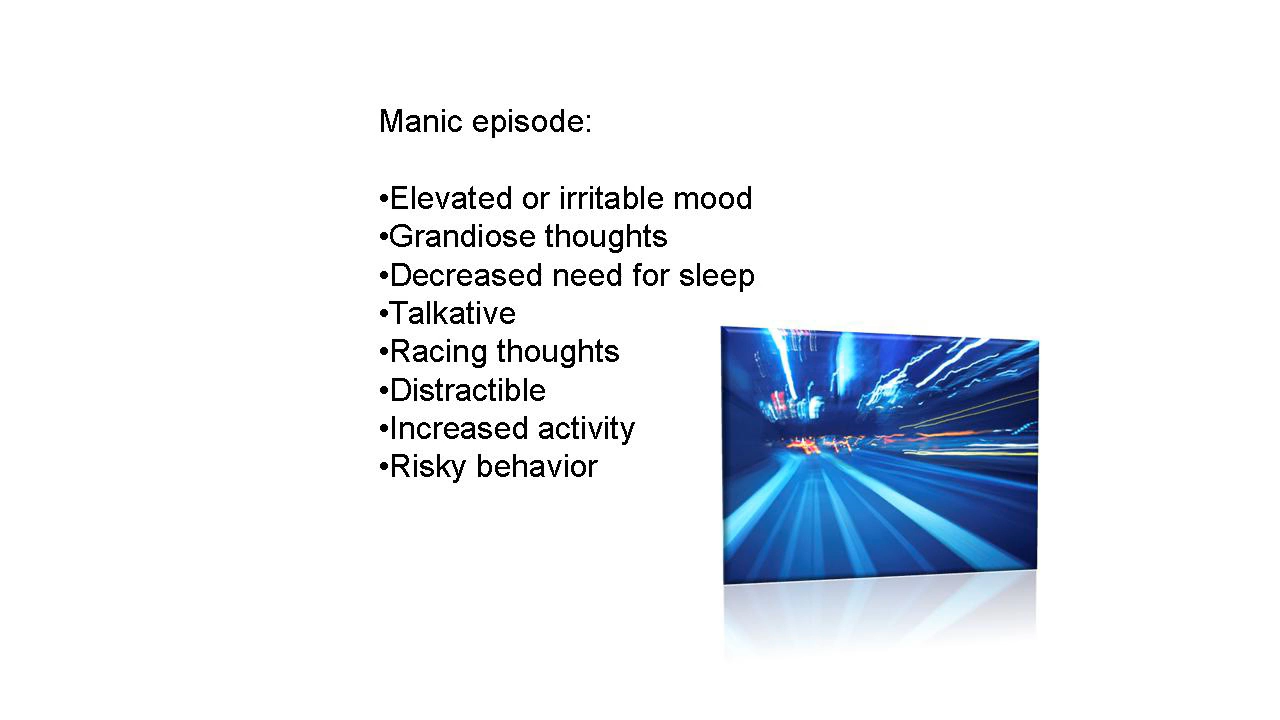 Manic episode:
•Elevated or irritable mood
•Grandiose thoughts
•Decreased need for sleep
•Talkative
•Racing thoughts
•Distractible
•Increased activity
•Risky behavior